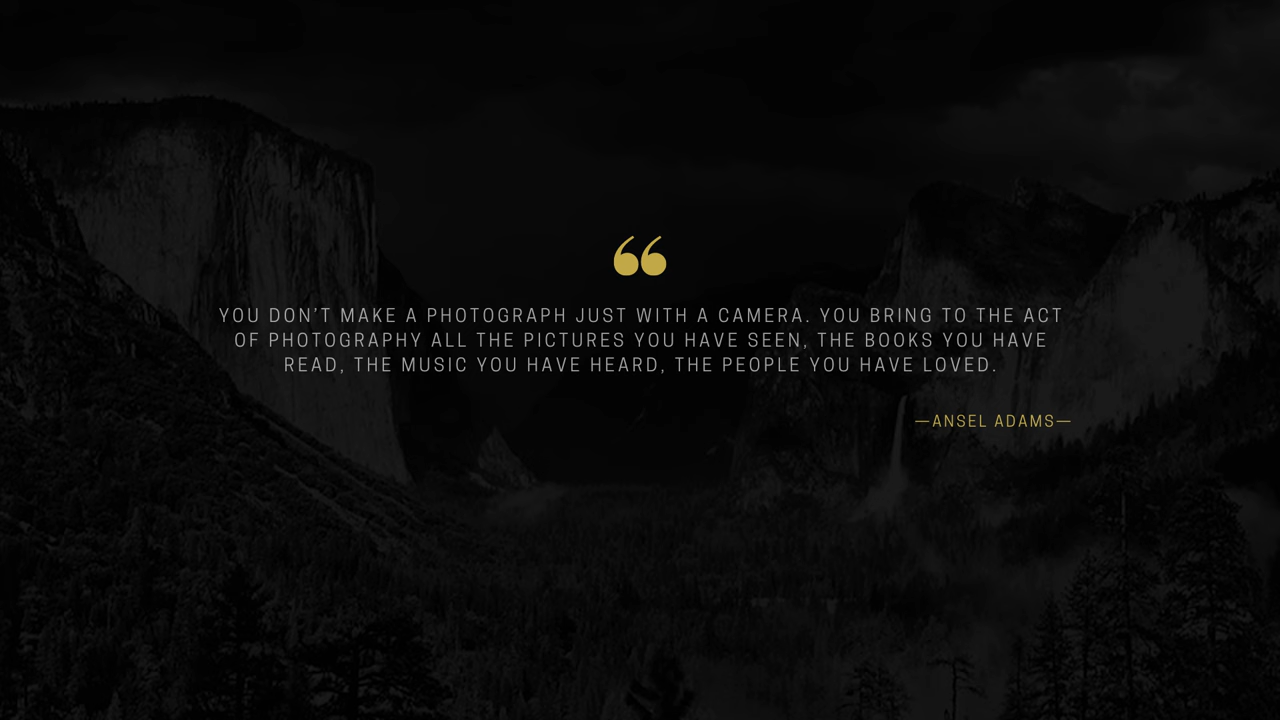 ❝
YOU DON’T MAKE A PHOTOGRAPH JUST WITH A CAMERA. YOU BRING TO THE ACT
OF PHOTOGRAPHY ALL THE PICTURES YOU HAVE SEEN, THE BOOKS YOU HAVE
READ, THE MUSIC YOU HAVE HEARD, THE PEOPLE YOU HAVE LOVED.
—ANSEL ADAMS—